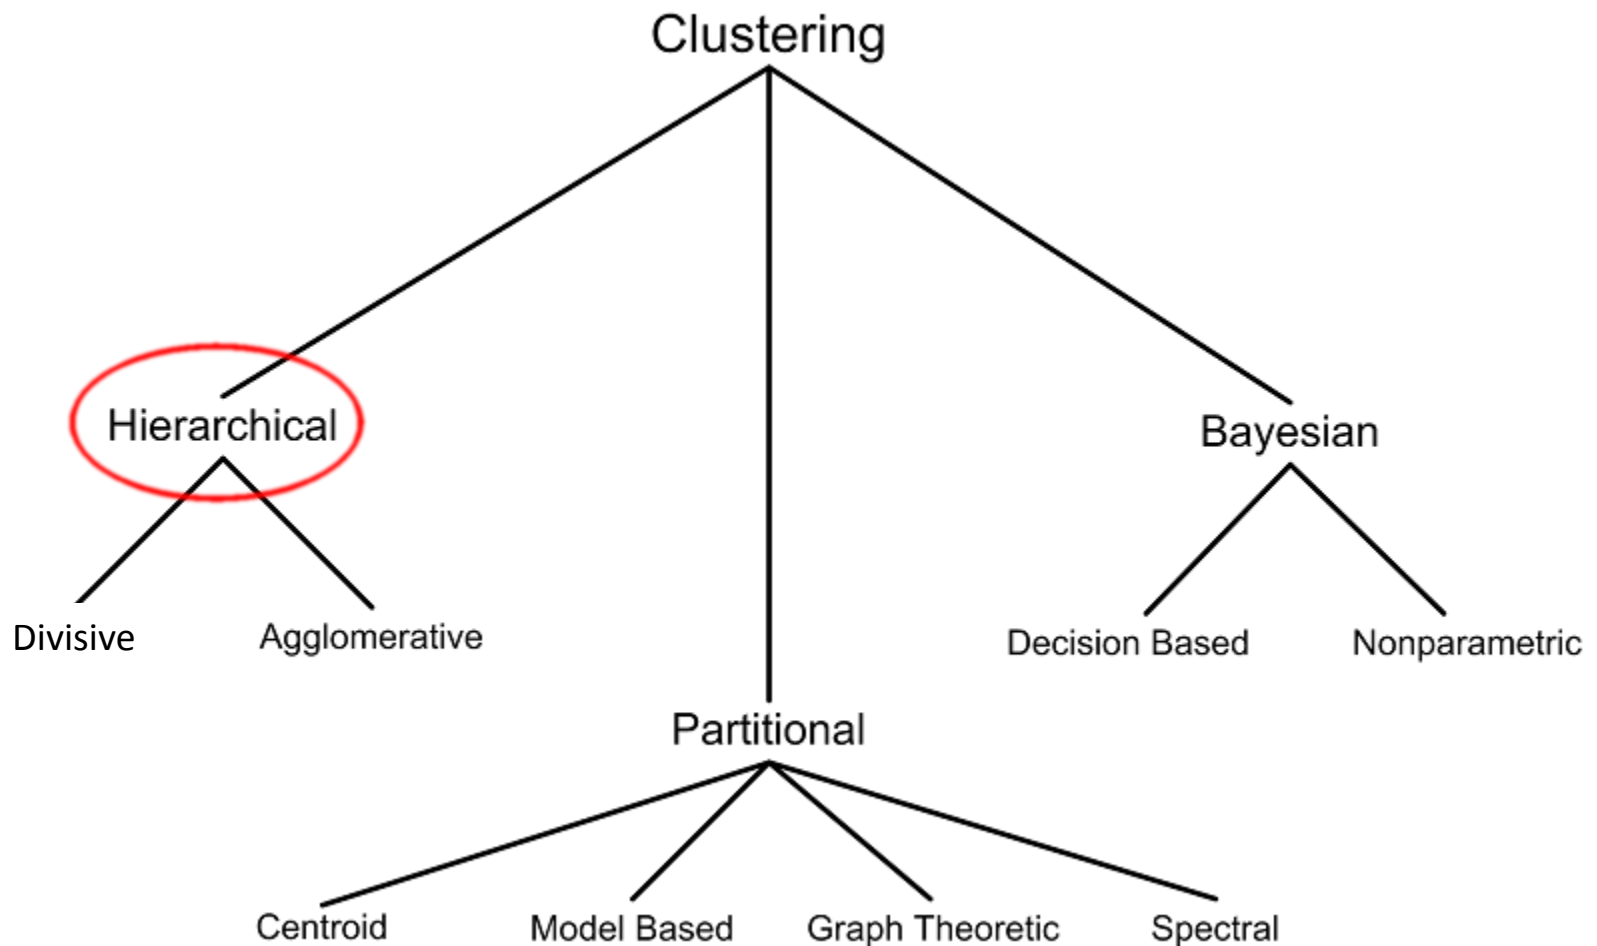 Clustering
Hierarchical
Bayesian
Divisive
Agglomerative
Decision Based
Nonparametric
Partitional
Centroid
Model Based
Graph Theoretic
Spectral